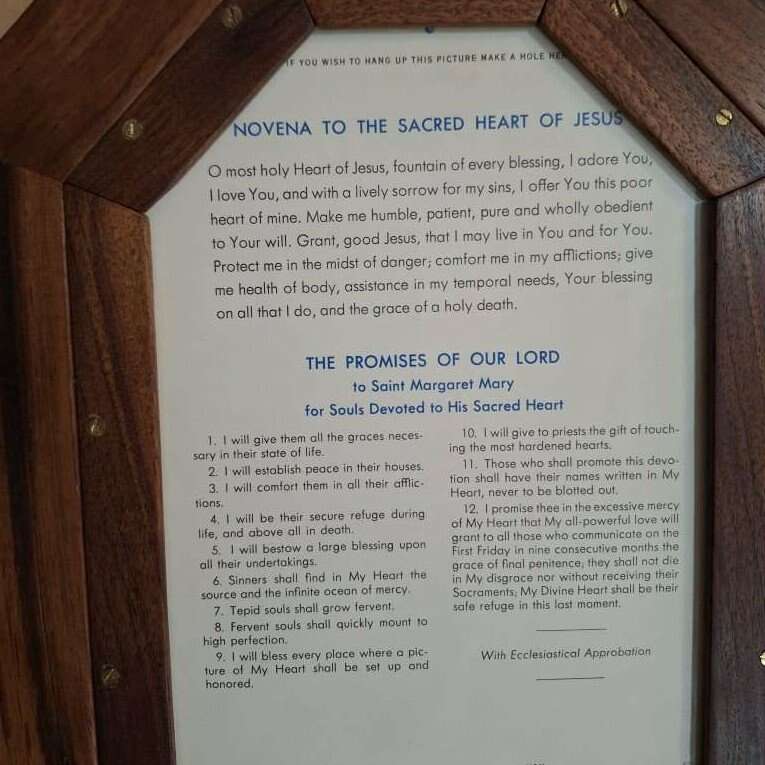 IF YOU WISH TO HANG UP THIS PICTURE MAKE A HOLE
NOVENA TO THE SACRED HEART OF JESUS
O most holy Heart of Jesus, fountain of every blessing, I adore You,
I love You, and with a lively sorrow for my sins, I offer You this poor
heart of mine. Make me humble, patient, pure and wholly obedient
to Your will. Grant, good Jesus, that I may live in You and for You.
Protect me in the midst of danger; comfort me in my afflictions; give
me health of body, assistance in my temporal needs, Your blessing
on all that I do, and the grace of a holy death.
THE PROMISES OF OUR LORD
to Saint Margaret Mary
for Souls Devoted to His Sacred Heart
1. I will give them all the graces neces-
sary in their state of life.
2. I will establish peace in their houses.
3. I will comfort them in all their afflic-
tions.
4. I will be their secure refuge during
life, and above all in death.
5. I will bestow a large blessing upon
all their undertakings.
6. Sinners shall find in My Heart the
source and the infinite ocean of mercy.
7. Tepid souls shall grow fervent.
8. Fervent souls shall quickly mount to
high perfection.
9. I will bless every place where a pic-
ture of My Heart shall be set up and
honored.
10. I will give to priests the gift of touch-
ing the most hardened hearts.
11. Those who shall promote this devo-
tion shall have their names written in My
Heart, never to be blotted out.
12. I promise thee in the excessive mercy
of My Heart that My all-powerful love will
grant to all those who communicate on the
First Friday in nine consecutive months the
grace of final penitence; they shall not die
in My disgrace nor without receiving their
Sacraments; My Divine Heart shall be their
safe refuge in this last moment.
With Ecclesiastical Approbation